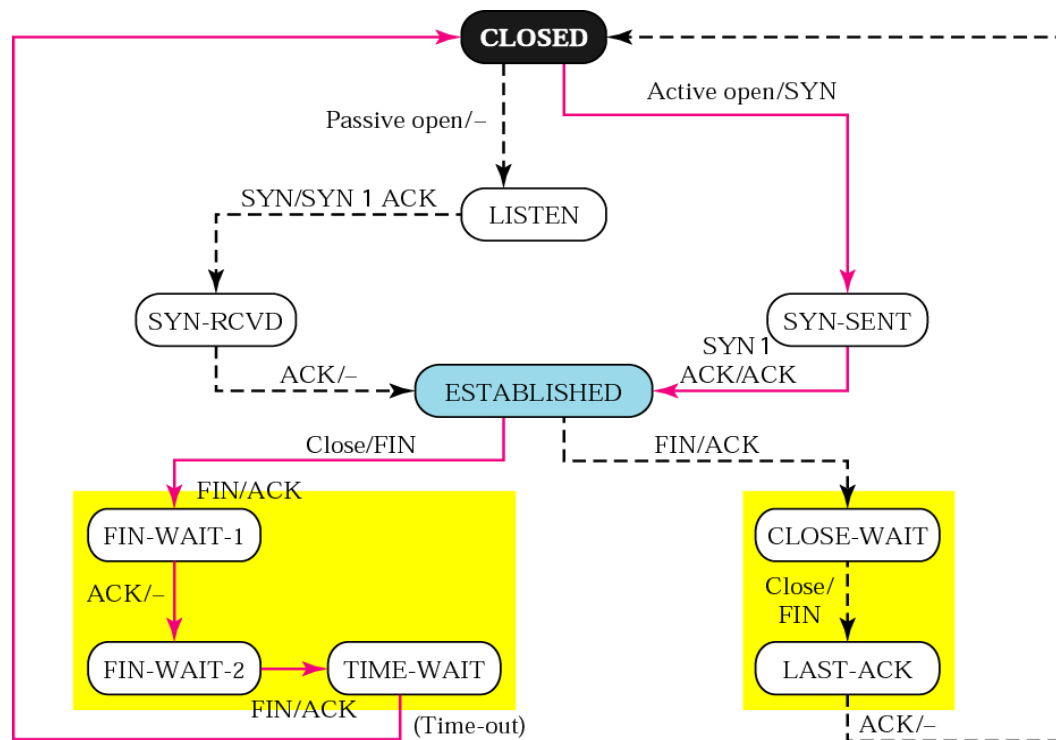 CLOSED
Active open/SYN
Passive open/–
SYN/SYN 1 ACK
LISTEN
SYN-RCVD
SYN-SENT
SYN 1
ACK/ACK
ACK/–
ESTABLISHED
Close/FIN
FIN/ACK
FIN/ACK
FIN-WAIT-1
CLOSE-WAIT
ACK/–
Close/
FIN
FIN-WAIT-2
TIME-WAIT
LAST-ACK
FIN/ACK
(Time-out)
ACK/–